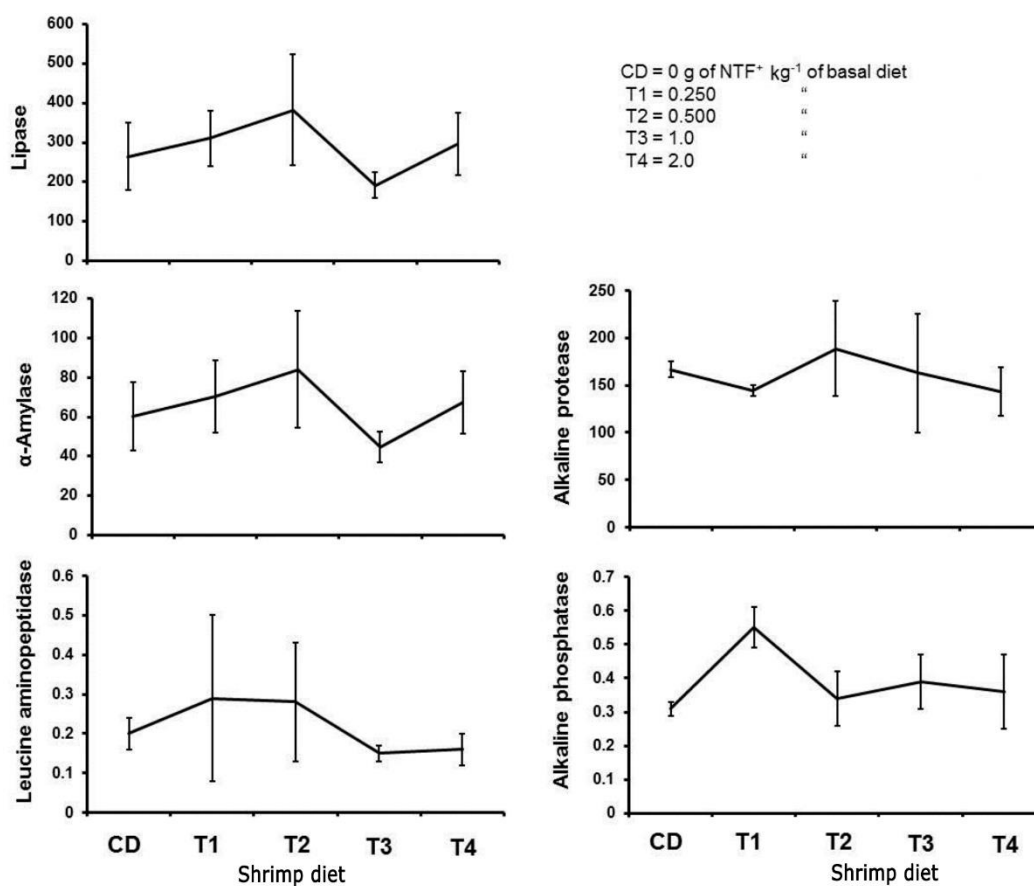 600
500
400
300
200
100
0
Lipase
CD = 0 g of NTF⁺ kg⁻¹ of basal diet
T1 = 0.250 “
T2 = 0.500 “
T3 = 1.0 “
T4 = 2.0 “
120
100
80
60
40
20
0
α-Amylase
250
200
150
100
50
0
Alkaline protease
0.6
0.5
0.4
0.3
0.2
0.1
0
Leucine aminopeptidase
CD T1 T2 T3 T4
Shrimp diet
0.7
0.6
0.5
0.4
0.3
0.2
0.1
0
Alkaline phosphatase
CD T1 T2 T3 T4
Shrimp diet